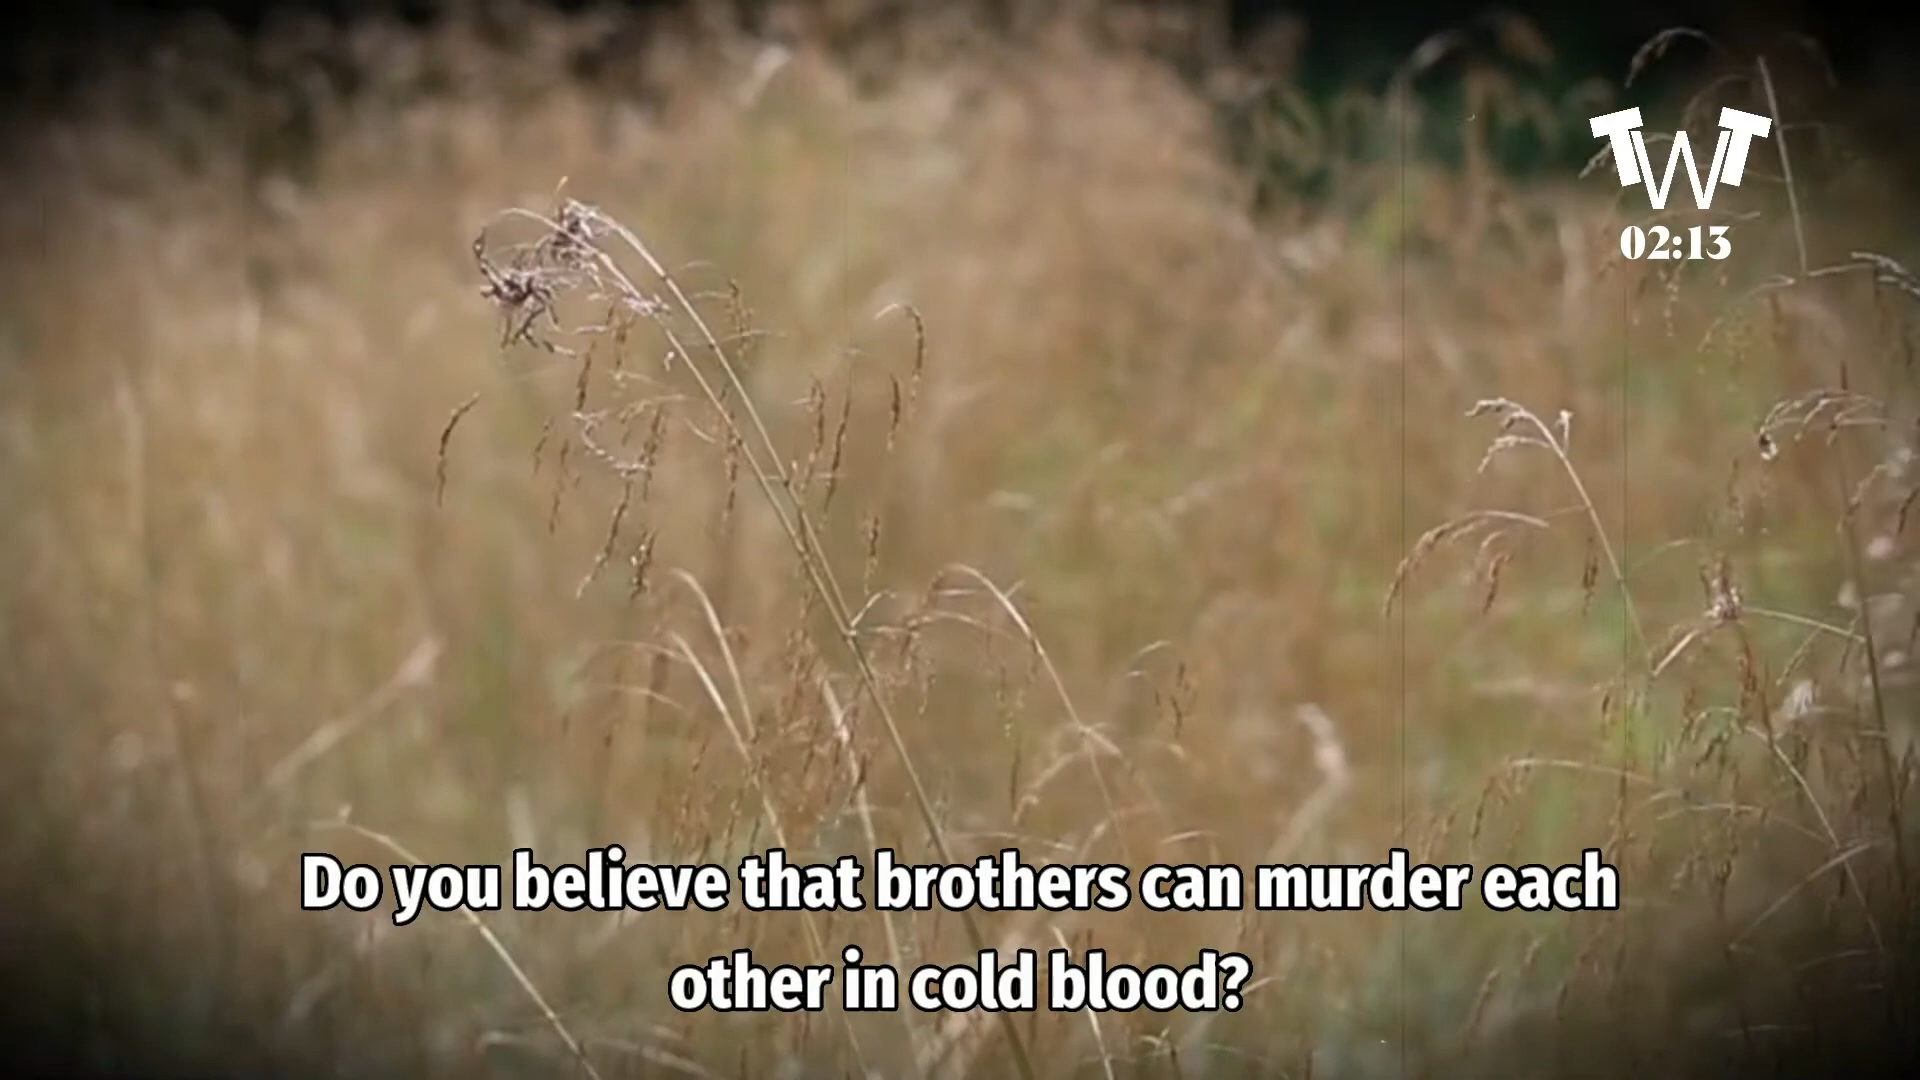 TWT
02:13
Do you believe that brothers can murder each
other in cold blood?